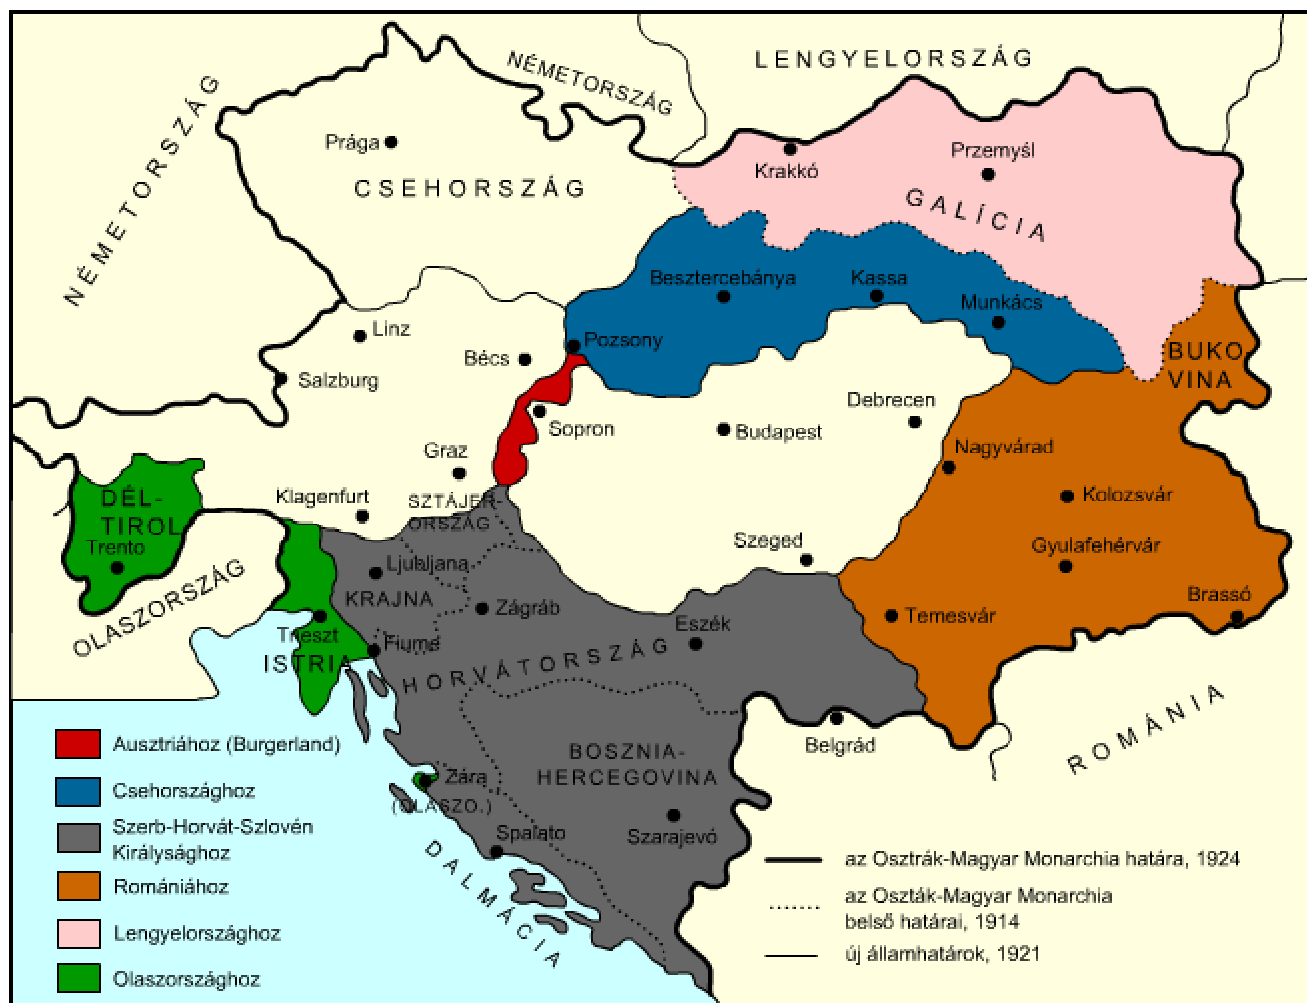 LENGYELORSZÁG
NÉMETORSZÁG
NÉMETORSZÁG
Prága
CSEHORSZÁG
Krakkó
Przemyśl
GALÍCIA
Besztercebánya
Kassa
Munkács
Linz
Bécs
Pozsony
BUKO
VINA
Salzburg
Sopron
Budapest
Debrecen
Graz
Nagyvárad
Klagenfurt
SZTÁJER-
ORSZÁG
Kolozsvár
DÉL-
TIROL
Trento
Szeged
Gyulafehérvár
Ljubljana
KRAJNA
Zágráb
Brassó
OLASZORSZÁG
Trieszt
ISTRIA
Fiume
Eszék
Temesvár
HORVÁTORSZÁG
ROMÁNIA
Belgrád
BOSZNIA-
HERCEGOVINA
Zára
(OLASZO.)
Spalato
Szarajevó
DALMÁCIA
Ausztriához (Burgerland)
Csehországhoz
Szerb-Horvát-Szlovén
Királysághoz
Romániához
Lengyelországhoz
Olaszországhoz
az Osztrák-Magyar Monarchia határa, 1924
az Oszták-Magyar Monarchia
belső határai, 1914
új államhatárok, 1921